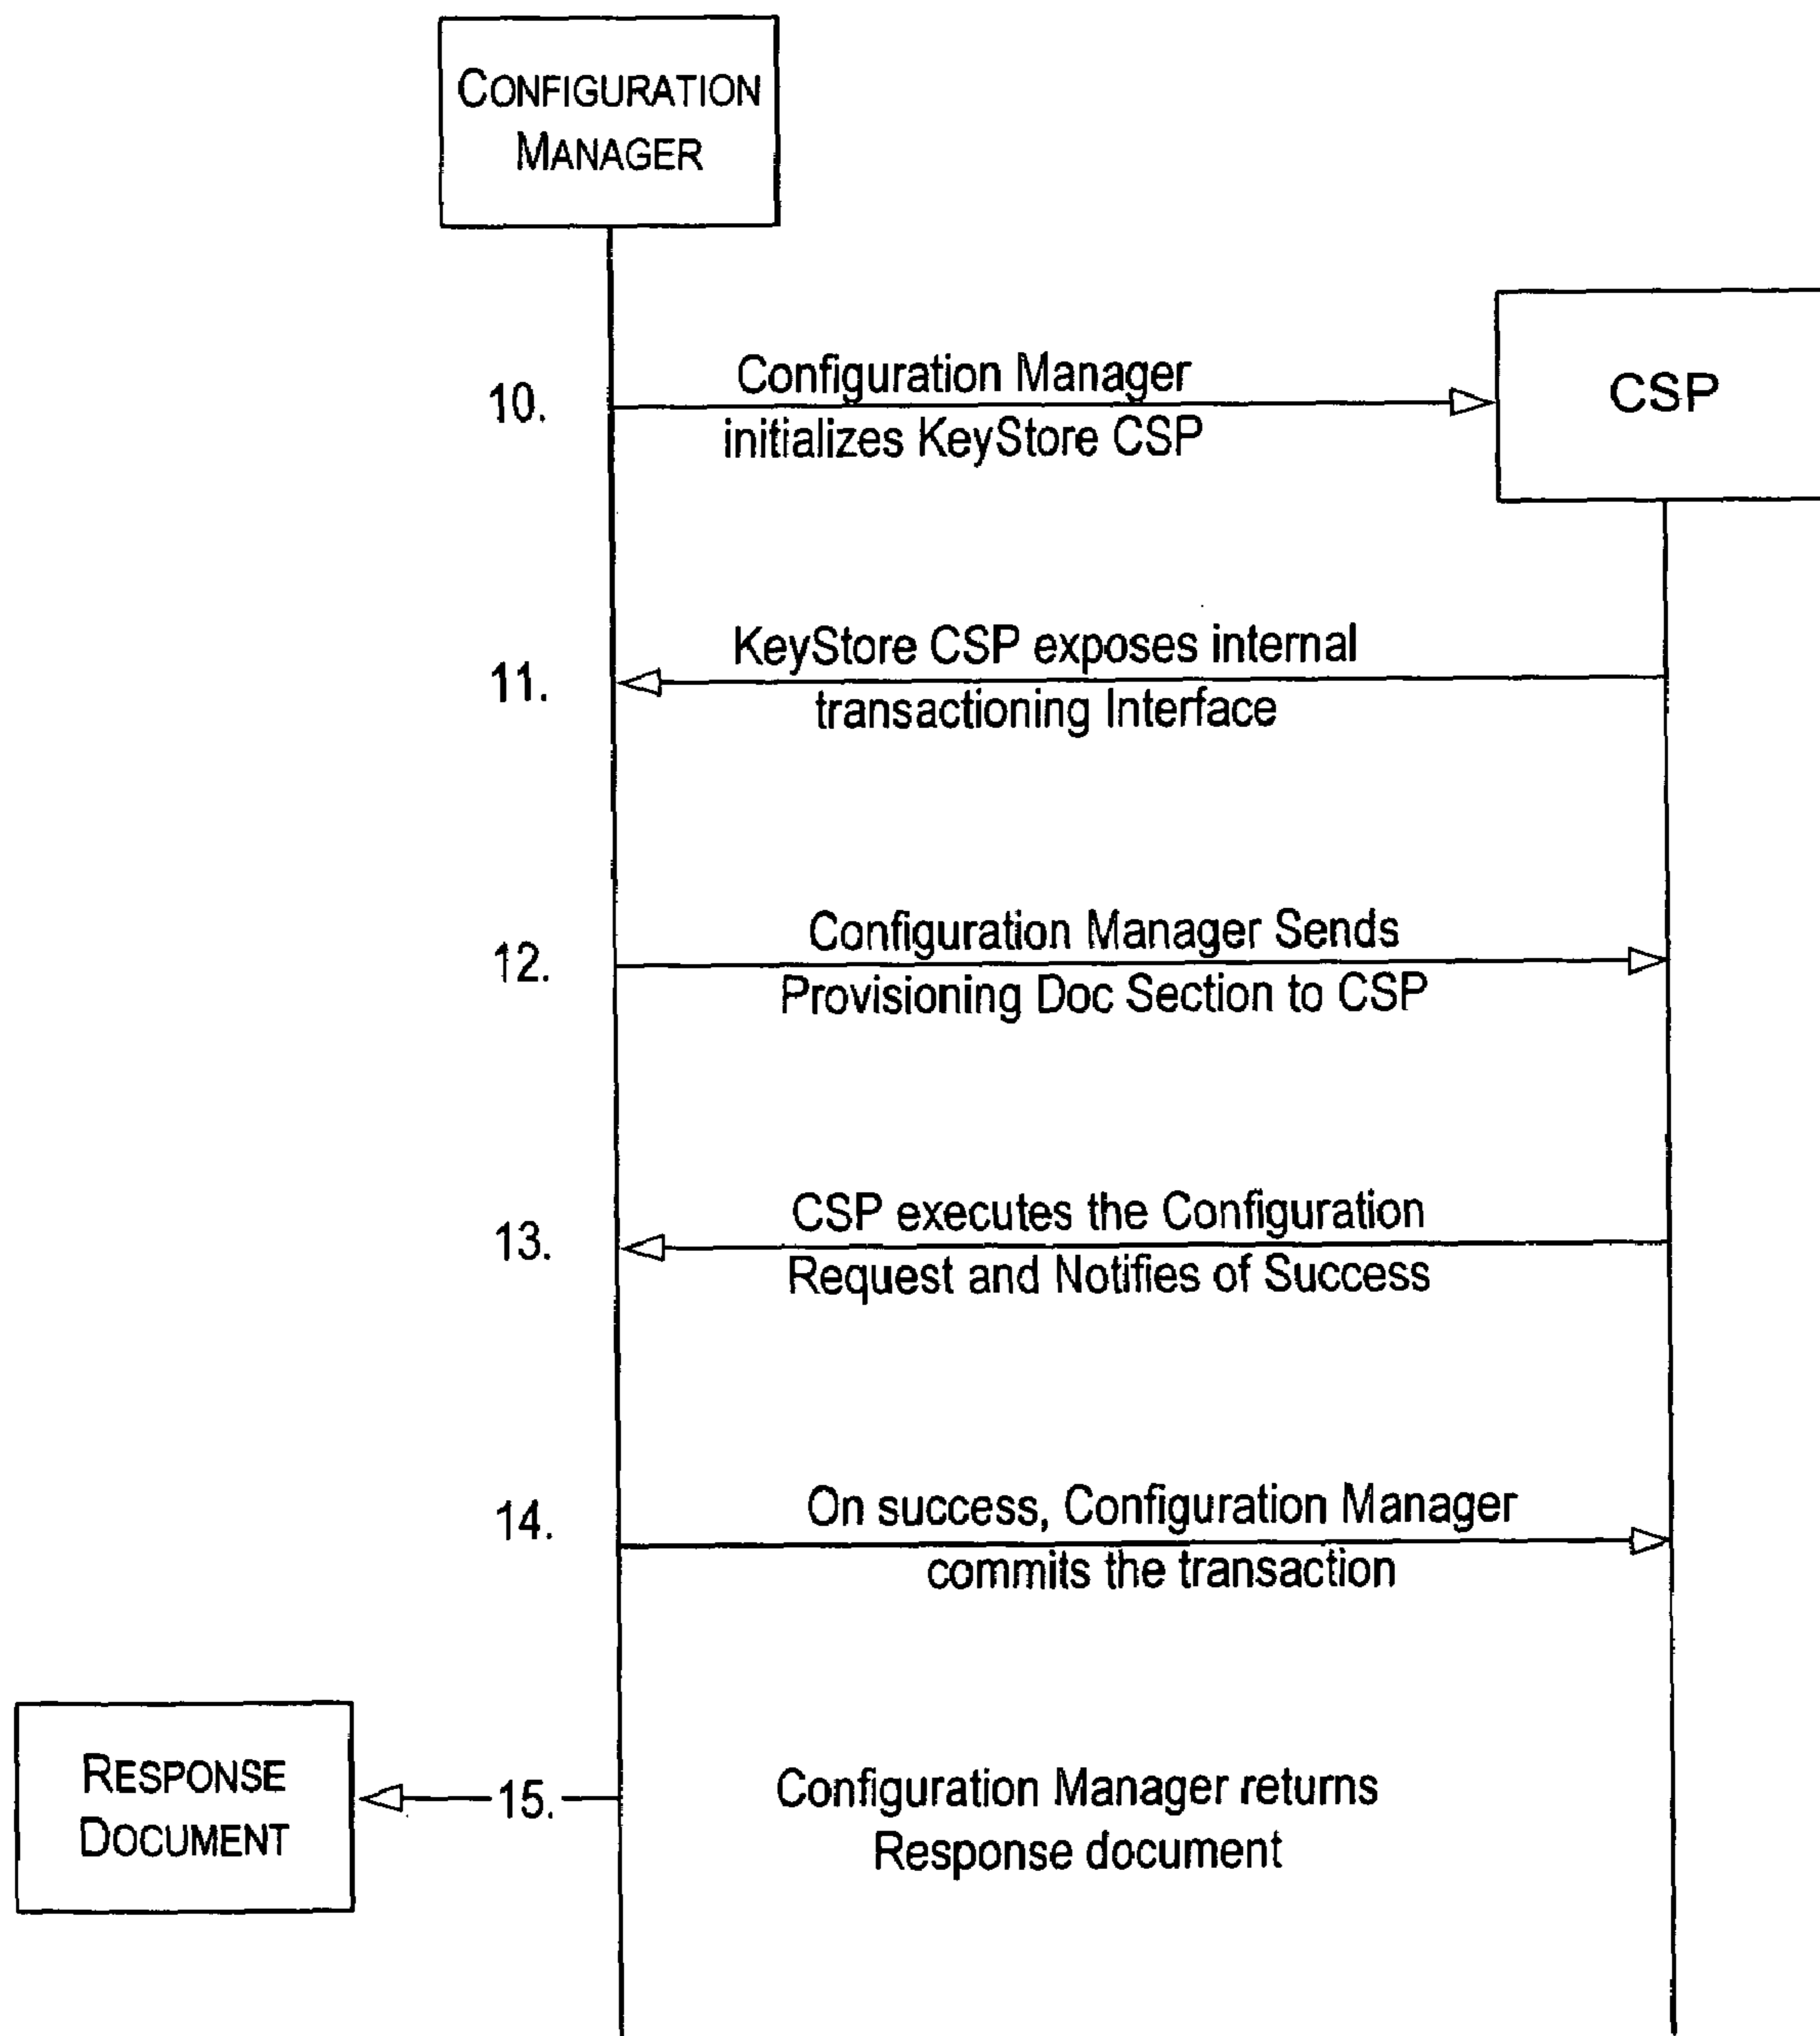 CONFIGURATION
MANAGER
CSP
10.
Configuration Manager
initializes KeyStore CSP
11.
KeyStore CSP exposes internal
transactioning Interface
12.
Configuration Manager Sends
Provisioning Doc Section to CSP
13.
CSP executes the Configuration
Request and Notifies of Success
14.
On success, Configuration Manager
commits the transaction
RESPONSE
DOCUMENT
15.
Configuration Manager returns
Response document